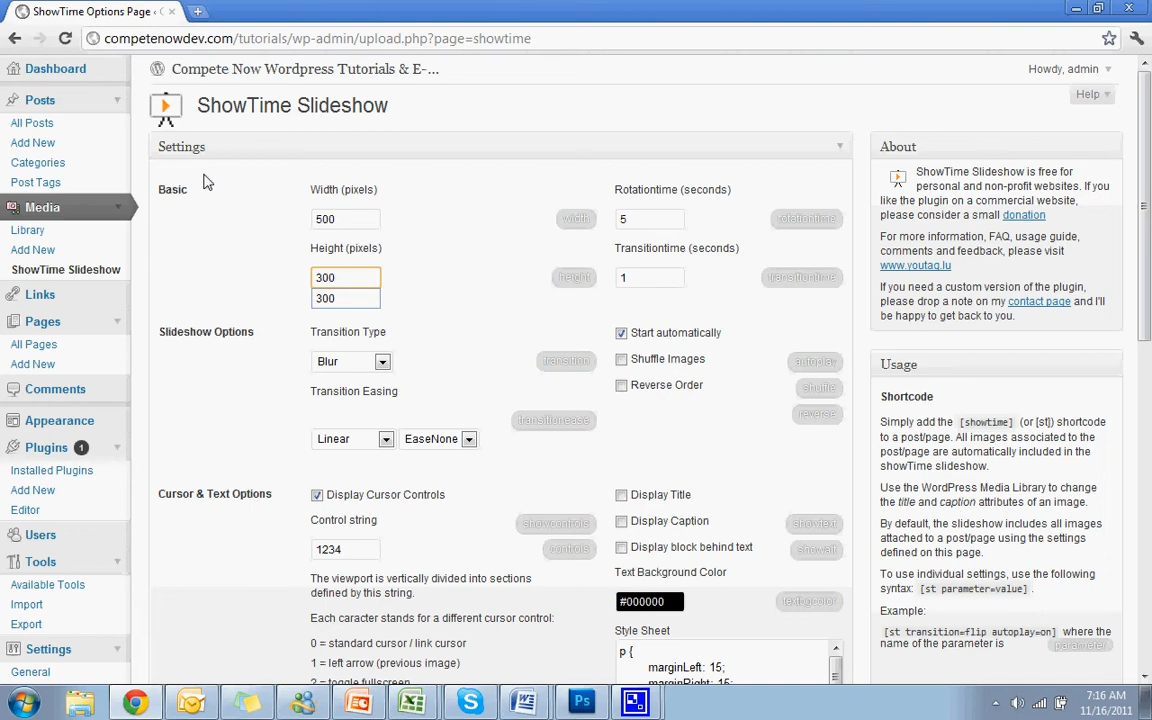 ShowTime Options Page ‹
competenowdev.com/tutorials/wp-admin/upload.php?page=showtime
Dashboard
Posts
All Posts
Add New
Categories
Post Tags
Media
Library
Add New
ShowTime Slideshow
Links
Pages
All Pages
Add New
Comments
Appearance
Plugins 1
Installed Plugins
Add New
Editor
Users
Tools
Available Tools
Import
Export
Settings
General
Compete Now Wordpress Tutorials & E-...
Howdy, admin
Help
ShowTime Slideshow
Settings
Basic
Width (pixels)
500
width
Height (pixels)
300
height
300
Rotationtime (seconds)
5
rotationtime
Transitiontime (seconds)
1
transitiontime
Slideshow Options
Transition Type
Blur
transition
Transition Easing
transitionease
Linear
EaseNone
Start automatically
Shuffle Images
autoplay
Reverse Order
shuffle
reverse
Cursor & Text Options
Display Cursor Controls
Control string
showcontrols
1234
controls
The viewport is vertically divided into sections
defined by this string.
Each caracter stands for a different cursor control:
0 = standard cursor / link cursor
1 = left arrow (previous image)
2 = toggle fullscreen
Display Title
Display Caption
showtext
Display block behind text
showalt
Text Background Color
#000000
textbgcolor
Style Sheet
p {
marginLeft: 15;
marginRight: 15;
About
ShowTime Slideshow is free for
personal and non-profit websites. If you
like the plugin on a commercial website,
please consider a small donation
For more information, FAQ, usage guide,
comments and feedback, please visit
www.youtag.lu
If you need a custom version of the plugin,
please drop a note on my contact page and I'll
be happy to get back to you.
Usage
Shortcode
Simply add the [showtime] (or [st]) shortcode
to a post/page. All images associated to the
post/page are automatically included in the
showTime slideshow.
Use the WordPress Media Library to change
the title and caption attributes of an image.
By default, the slideshow includes all images
attached to a post/page using the settings
defined on this page.
To use individual settings, use the following
syntax: [st parameter=value] .
Example:
[st transition=flip autoplay=on] where the
name of the parameter is parameter
7:16 AM
11/16/2011